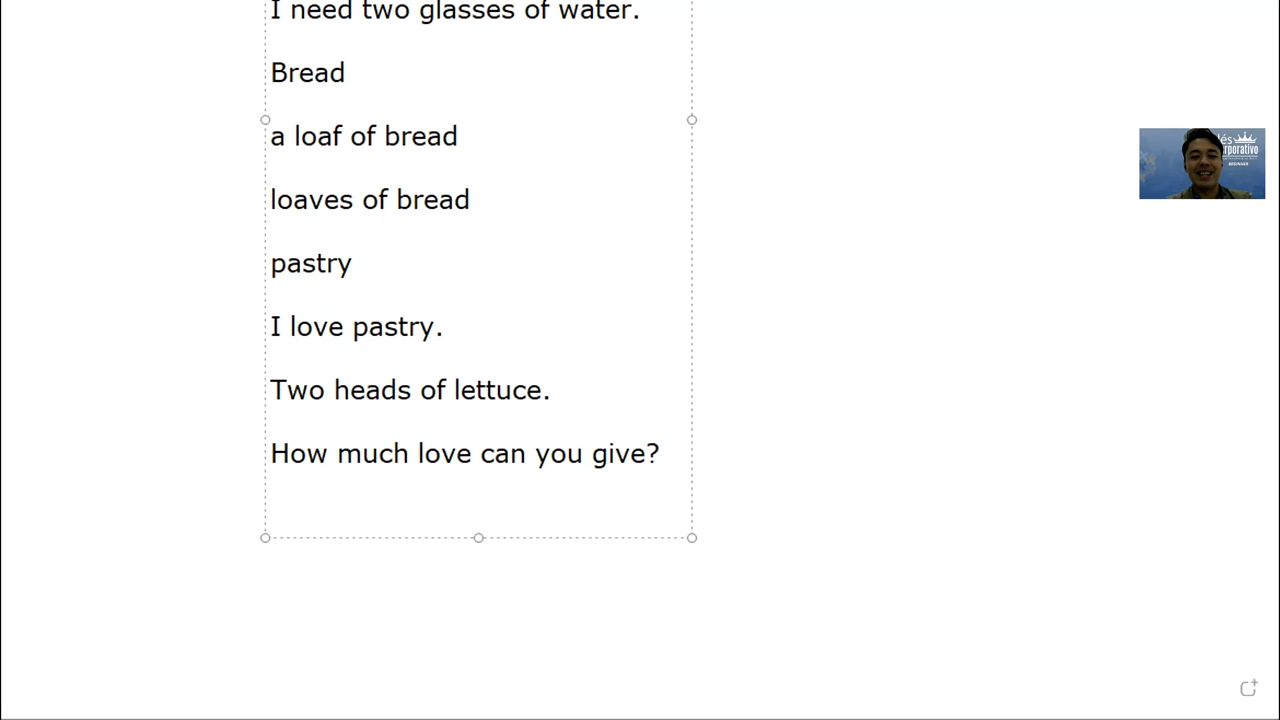 I need two glasses of water.
Bread
a loaf of bread
loaves of bread
pastry
I love pastry.
Two heads of lettuce.
How much love can you give?
BEGINNER